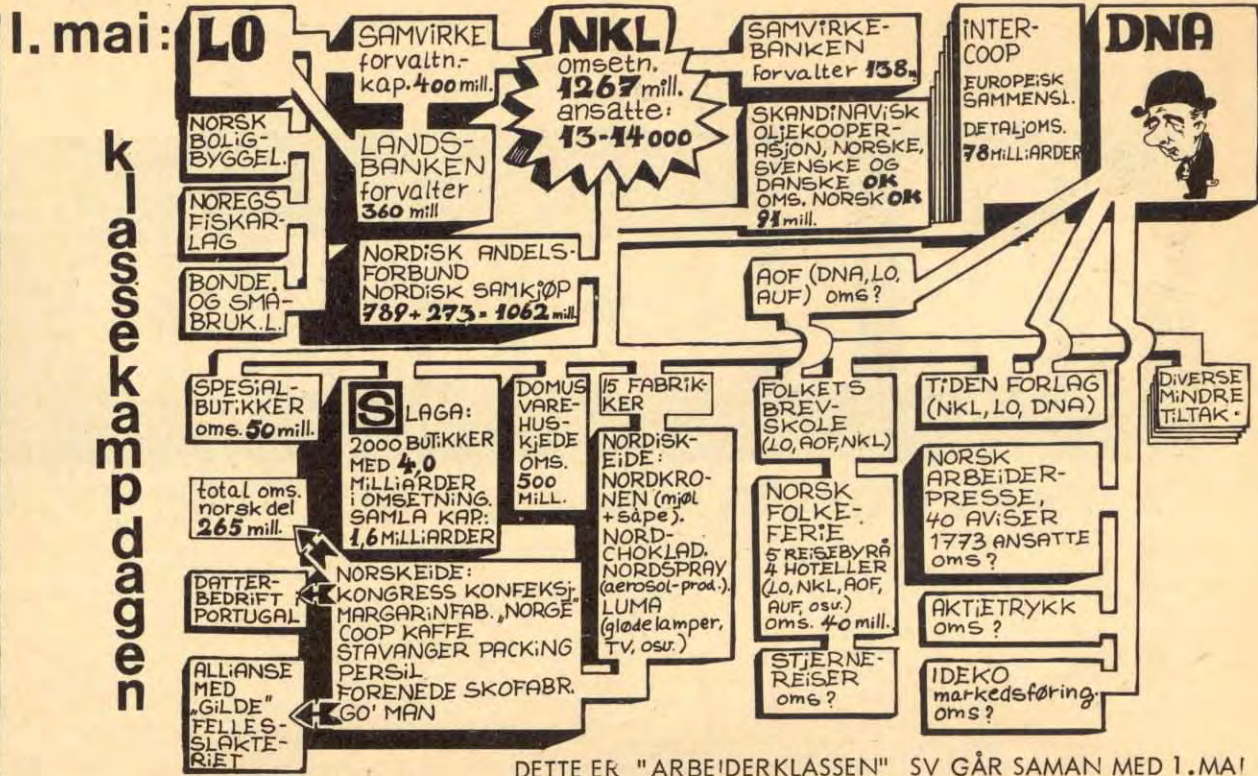 1. mai:
klassekampdagen
LO
SAMVIRKE
forvaltn.-
kap. 400 mill.
NKL
omsetn.
1267 mill.
ansatte:
13-14000
SAMVIRKE-
BANKEN
forvalter 138 "
INTER-
COOP
EUROPEISK
SAMMENSL.
DETALJOMS.
78 MILLIARDER
DNA
NORSK
BOLIG-
BYGGEL.
NOREGS
FISKAR-
LAG
BONDE.
OG SMÅ-
BRUK.L.
LANDS-
BANKEN
forvalter
360 mill
SKANDINAVISK
OLJEKOOPER-
ASJON, NORSKE,
SVENSKE OG
DANSKE OK
OMS. NORSK OK
91 mill.
NORDISK ANDELS-
FORBUND
NORDISK SAMKJØP
789 + 273 = 1062 mill
AOF (DNA, LO,
AUF) oms?
SPESIAL-
BUTIKKER
oms. 50 mill.
S LAGA:
2000 BUTIKKER
MED 4,0
MILLIARDER
I OMSETNING.
SAMLA KAP.:
1,6 MILLIARDER
DOMUS
VARE-
HUS-
KJEDE
OMS.
500
MILL.
15 FABRIK-
KER
NORDISK-
EIDE:
NORDKRO-
NEN (mjøl
+ såpe).
NORD-
CHOKLAD.
NORDSPRAY
(aerosol-prod.).
LUMA
(glødelamper,
TV, osv.)
FOLKETS
BREV-
SKOLE
(LO, AOF, NKL)
NORSK
FOLKE-
FERIE
5 REISEBYRÅ
4 HOTELLER
(LO, NKL, AOF,
AUF, osv.)
oms. 40 mill.
STJERNE-
REISER
oms?
TIDEN FORLAG
(NKL, LO, DNA)
NORSK
ARBEIDER-
PRESSE,
40 AVISER
1773 ANSATTE
oms?
AKTIETRYKK
oms?
IDEKO
markedsføring.
oms?
DIVERSE
MINDRE
TILTAK.
total oms.
norsk del
265 mill.
DATTER-
BEDRIFT i
PORTUGAL
ALLIANSE
MED
"GILDE"
FELLES-
SLAKTE-
RIET
NORSKEIDE:
KONGRESS KONFEKSJ.
MARGARINFAB. "NORGE"
COOP KAFFE
STAVANGER PACKING
PERSIL
FORENEDE SKOFABR.
GO' MAN
DETTE ER "ARBEIDERKLASSEN" SV GÅR SAMAN MED 1. MAI